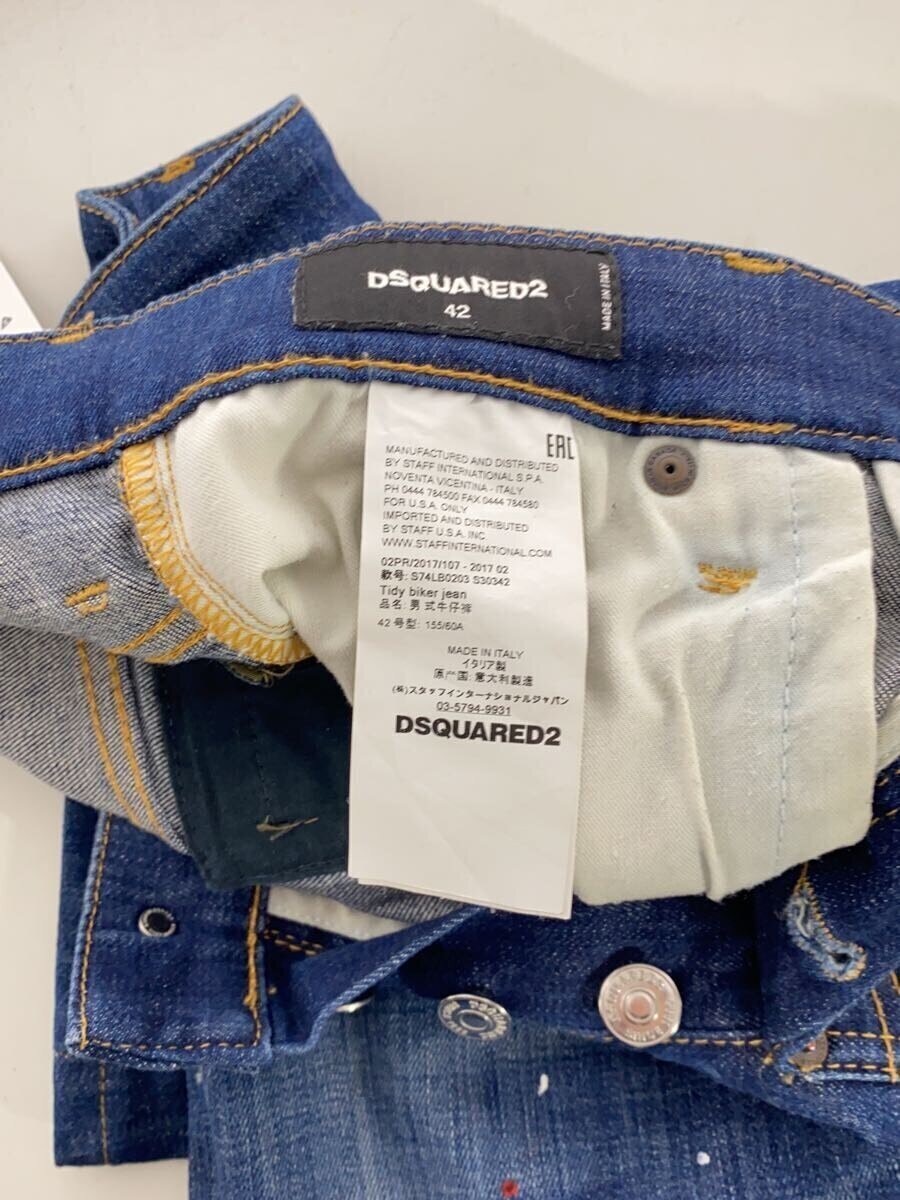 DSQUARED2
42
MADE IN ITALY
EAC
MANUFACTURED AND DISTRIBUTED
BY STAFF INTERNATIONAL S.P.A.
NOVENTA VICENTINA - ITALY
PH 0444 784500 FAX 0444 784580
FOR U.S.A. ONLY
IMPORTED AND DISTRIBUTED
BY STAFF U.S.A. INC.
WWW.STAFFINTERNATIONAL.COM
02PR/2017/107 - 2017 02
款号: S74LB0203 S30342
Tidy biker jean
品名: 男 式牛仔裤
42 号型: 155/60A
MADE IN ITALY
イタリア製
原产国: 意大利製造
(株)スタッフインターナショナルジャパン
03-5794-9931
DSQUARED2